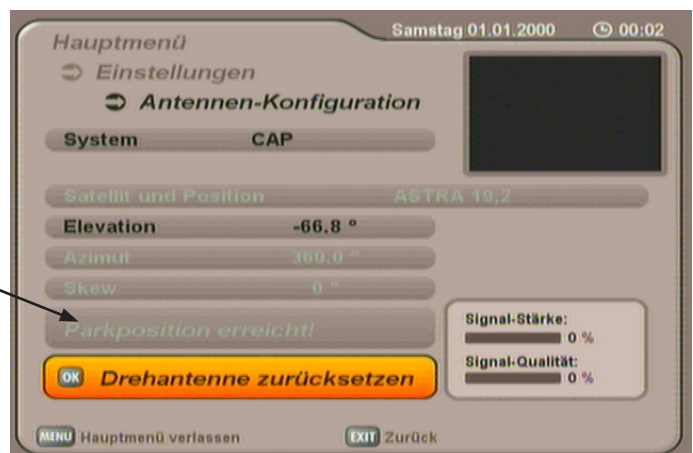 Samstag 01.01.2000 00:02
Hauptmenü
Einstellungen
Antennen-Konfiguration
System CAP
Satellit und Position ASTRA 19,2
Elevation -66.8 °
Azimut 360.0 °
Skew 0 °
Parkposition erreicht!
Signal-Stärke:
0 %
Signal-Qualität:
0 %
OK Drehantenne zurücksetzen
MENU Hauptmenü verlassen EXIT Zurück